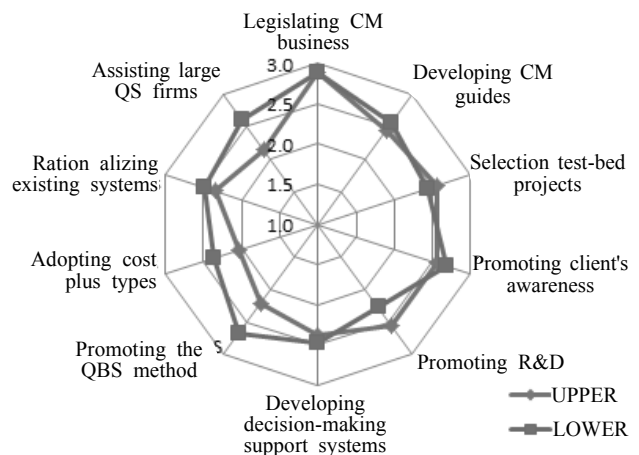 Legislating CM
business
Assisting large
QS firms
Developing CM
guides
3.0
2.5
2.0
1.5
1.0
Ration alizing
existing systems
Selection test-bed
projects
Adopting cost
plus types
Promoting client's
awareness
Promoting the
QBS method
s
Promoting R&D
Developing
decision-making
support systems
UPPER
LOWER